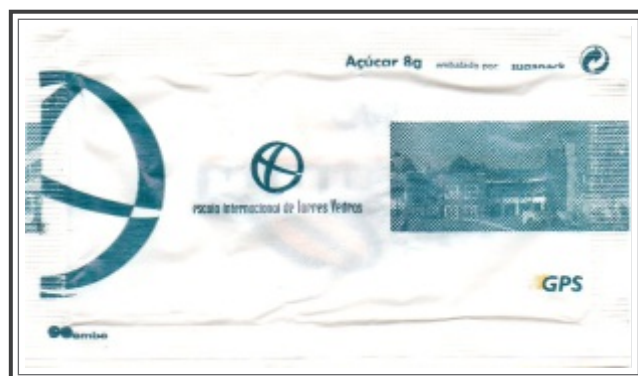 Açúcar 8g embalado por:
escola internacional de Torres Vedras
GPS